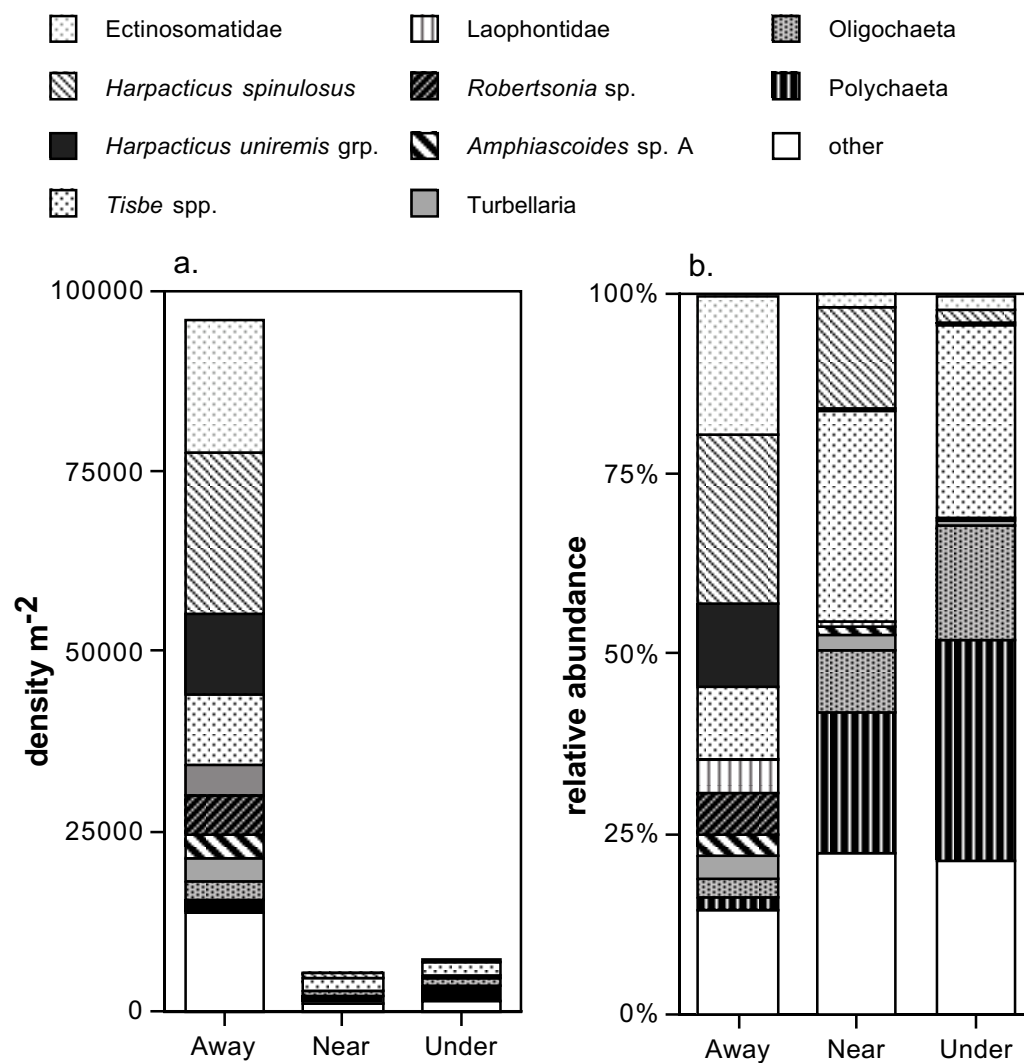 Ectinosomatidae
Laophontidae
Oligochaeta
Harpacticus spinulosus
Robertsonia sp.
Polychaeta
Harpacticus uniremis grp.
Amphiascoides sp. A
other
Tisbe spp.
Turbellaria
a.
100000
75000
50000
25000
0
density m-2
Away
Near
Under
b.
100%
75%
50%
25%
0%
relative abundance
Away
Near
Under